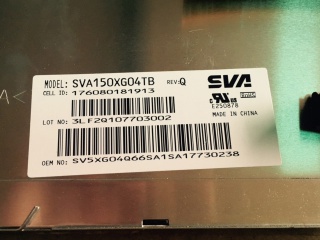 MODEL: SVA150XG04TB REV:Q
SVA
CELL ID: 176080181913
E250878
MADE IN CHINA
LOT NO: 3LF2Q107703002
OEM NO: SV5XG04Q66SA1SA17730238